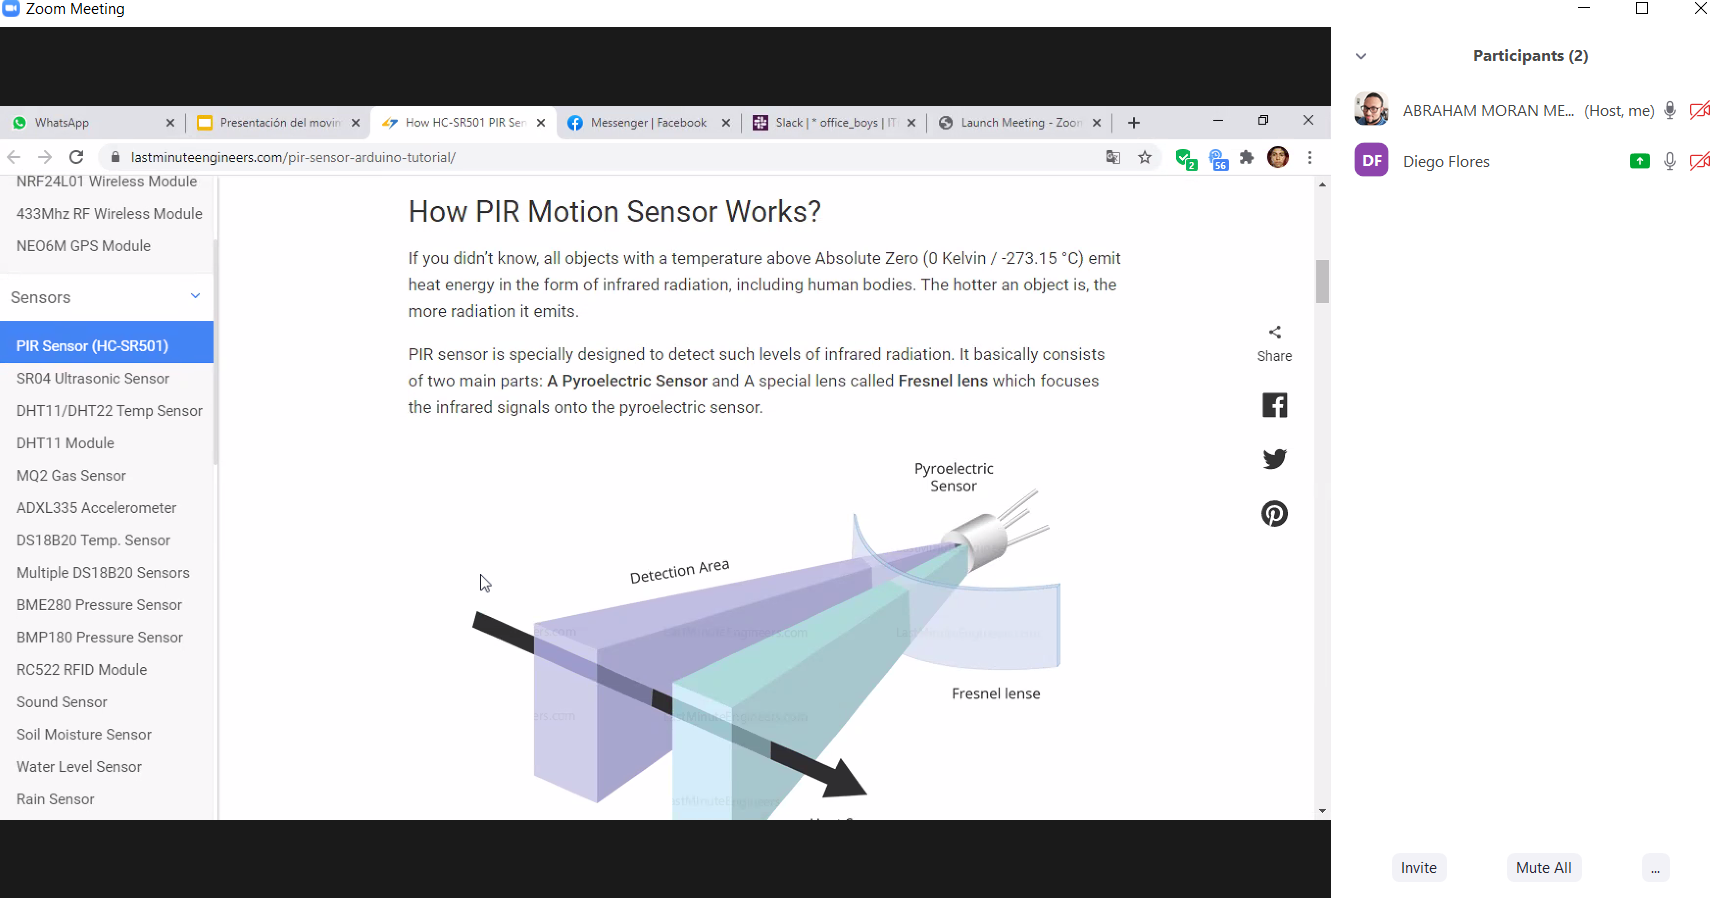 Zoom Meeting
WhatsApp
Presentación del movim
How HC-SR501 PIR Sen
Messenger | Facebook
Slack | * office_boys | IT
Launch Meeting - Zoom
lastminuteengineers.com/pir-sensor-arduino-tutorial/
2
56
NRF24L01 Wireless Module
433Mhz RF Wireless Module
NEO6M GPS Module
Sensors
PIR Sensor (HC-SR501)
SR04 Ultrasonic Sensor
DHT11/DHT22 Temp Sensor
DHT11 Module
MQ2 Gas Sensor
ADXL335 Accelerometer
DS18B20 Temp. Sensor
Multiple DS18B20 Sensors
BME280 Pressure Sensor
BMP180 Pressure Sensor
RC522 RFID Module
Sound Sensor
Soil Moisture Sensor
Water Level Sensor
Rain Sensor
How PIR Motion Sensor Works?
If you didn’t know, all objects with a temperature above Absolute Zero (0 Kelvin / -273.15 °C) emit
heat energy in the form of infrared radiation, including human bodies. The hotter an object is, the
more radiation it emits.
PIR sensor is specially designed to detect such levels of infrared radiation. It basically consists
of two main parts: A Pyroelectric Sensor and A special lens called Fresnel lens which focuses
the infrared signals onto the pyroelectric sensor.
Pyroelectric
Sensor
Detection Area
Fresnel lense
LastMinuteEngineers.com
Share
Participants (2)
ABRAHAM MORAN ME... (Host, me)
DF
Diego Flores
Invite
Mute All
...